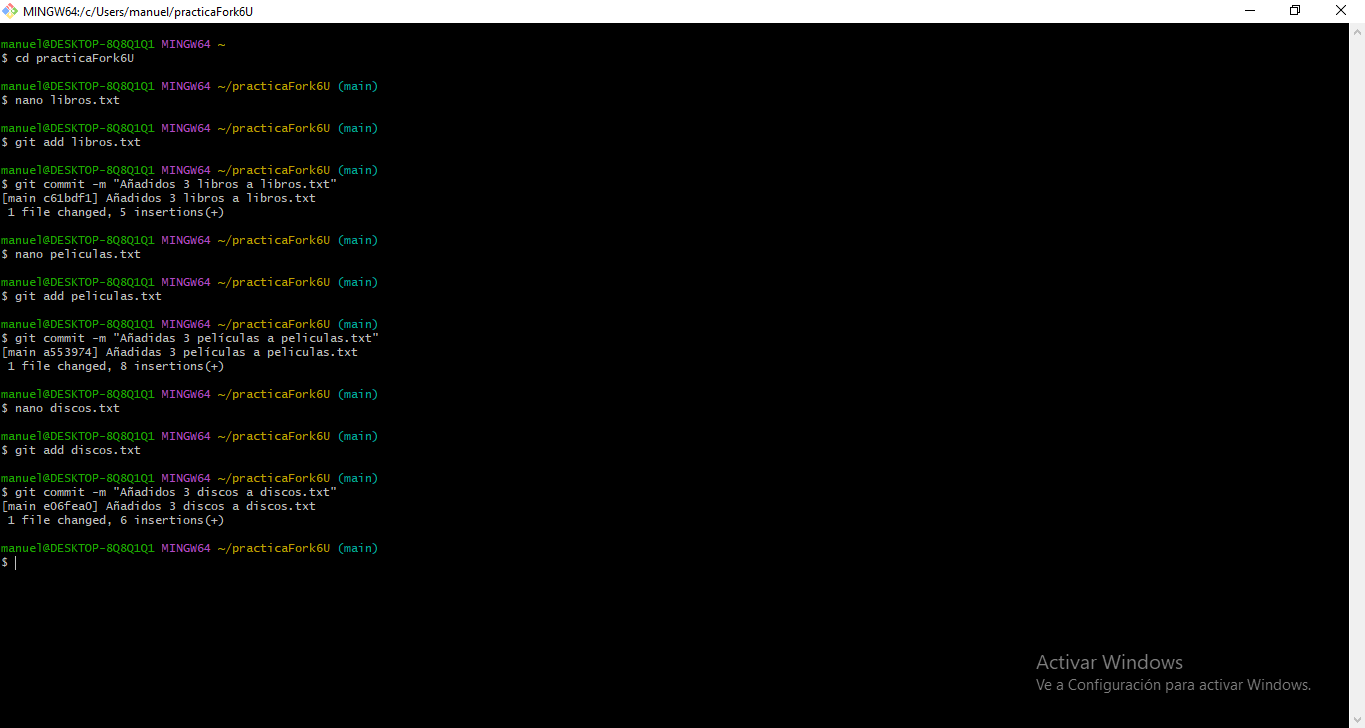 MINGW64:/c/Users/manuel/practicaFork6U
manuel@DESKTOP-8Q8Q1Q1 MINGW64 ~
$ cd practicaFork6U
manuel@DESKTOP-8Q8Q1Q1 MINGW64 ~/practicaFork6U (main)
$ nano libros.txt
manuel@DESKTOP-8Q8Q1Q1 MINGW64 ~/practicaFork6U (main)
$ git add libros.txt
manuel@DESKTOP-8Q8Q1Q1 MINGW64 ~/practicaFork6U (main)
$ git commit -m "Añadidos 3 libros a libros.txt"
[main c61bdf1] Añadidos 3 libros a libros.txt
1 file changed, 5 insertions(+)
manuel@DESKTOP-8Q8Q1Q1 MINGW64 ~/practicaFork6U (main)
$ nano peliculas.txt
manuel@DESKTOP-8Q8Q1Q1 MINGW64 ~/practicaFork6U (main)
$ git add peliculas.txt
manuel@DESKTOP-8Q8Q1Q1 MINGW64 ~/practicaFork6U (main)
$ git commit -m "Añadidas 3 películas a peliculas.txt"
[main a553974] Añadidas 3 películas a peliculas.txt
1 file changed, 8 insertions(+)
manuel@DESKTOP-8Q8Q1Q1 MINGW64 ~/practicaFork6U (main)
$ nano discos.txt
manuel@DESKTOP-8Q8Q1Q1 MINGW64 ~/practicaFork6U (main)
$ git add discos.txt
manuel@DESKTOP-8Q8Q1Q1 MINGW64 ~/practicaFork6U (main)
$ git commit -m "Añadidos 3 discos a discos.txt"
[main e06fea0] Añadidos 3 discos a discos.txt
1 file changed, 6 insertions(+)
manuel@DESKTOP-8Q8Q1Q1 MINGW64 ~/practicaFork6U (main)
$
Activar Windows
Ve a Configuración para activar Windows.